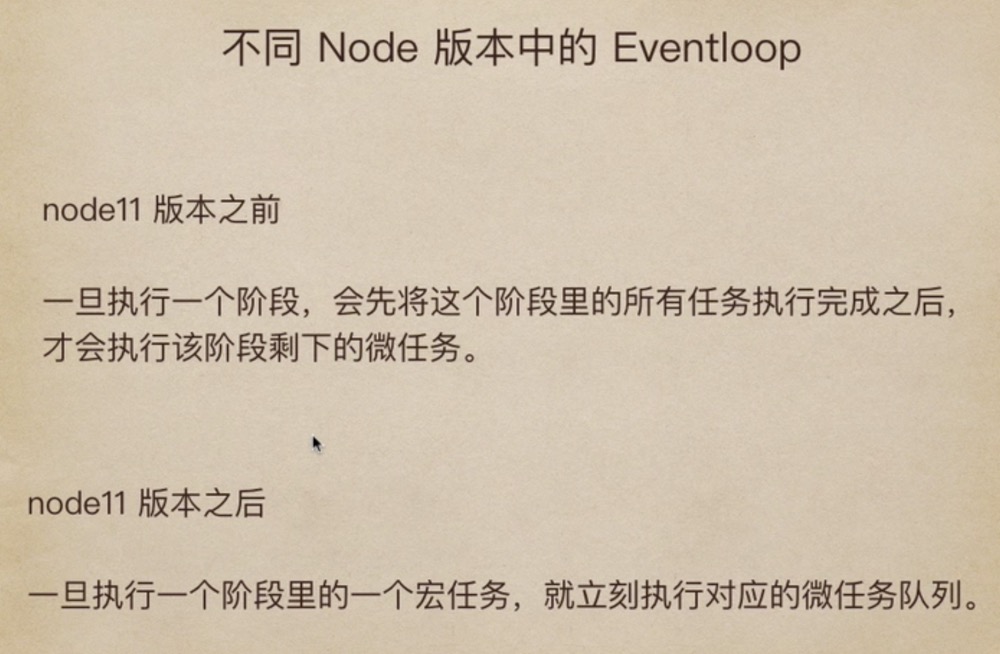 不同 Node 版本中的 Eventloop
node11 版本之前
一旦执行一个阶段，会先将这个阶段里的所有任务执行完成之后，
才会执行该阶段剩下的微任务。
node11 版本之后
一旦执行一个阶段里的一个宏任务，就立刻执行对应的微任务队列。